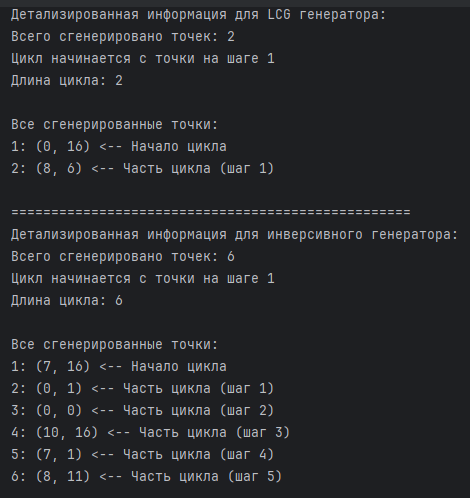 Детализированная информация для LCG генератора:
Всего сгенерировано точек: 2
Цикл начинается с точки на шаге 1
Длина цикла: 2
Все сгенерированные точки:
1: (0, 16) <-- Начало цикла
2: (8, 6) <-- Часть цикла (шаг 1)
==================================================
Детализированная информация для инверсивного генератора:
Всего сгенерировано точек: 6
Цикл начинается с точки на шаге 1
Длина цикла: 6
Все сгенерированные точки:
1: (7, 16) <-- Начало цикла
2: (0, 1) <-- Часть цикла (шаг 1)
3: (0, 0) <-- Часть цикла (шаг 2)
4: (10, 16) <-- Часть цикла (шаг 3)
5: (7, 1) <-- Часть цикла (шаг 4)
6: (8, 11) <-- Часть цикла (шаг 5)